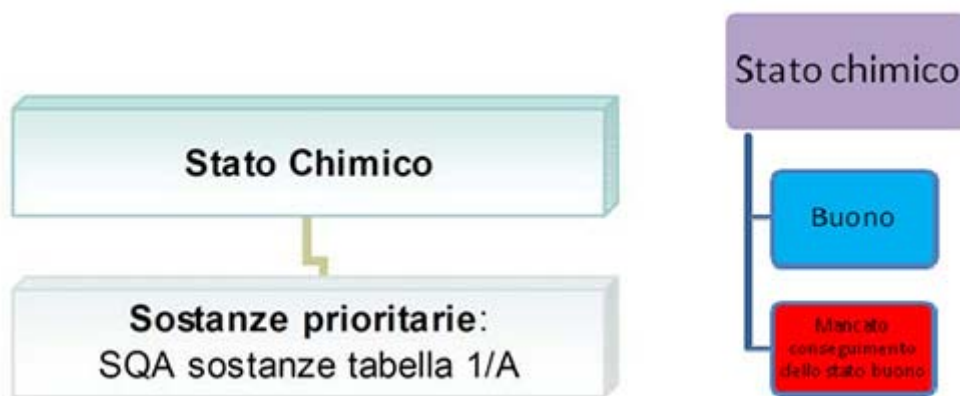 Stato Chimico
Sostanze prioritarie:
SQA sostanze tabella 1/A
Stato chimico
Buono
Mancato
conseguimento
dello stato buono